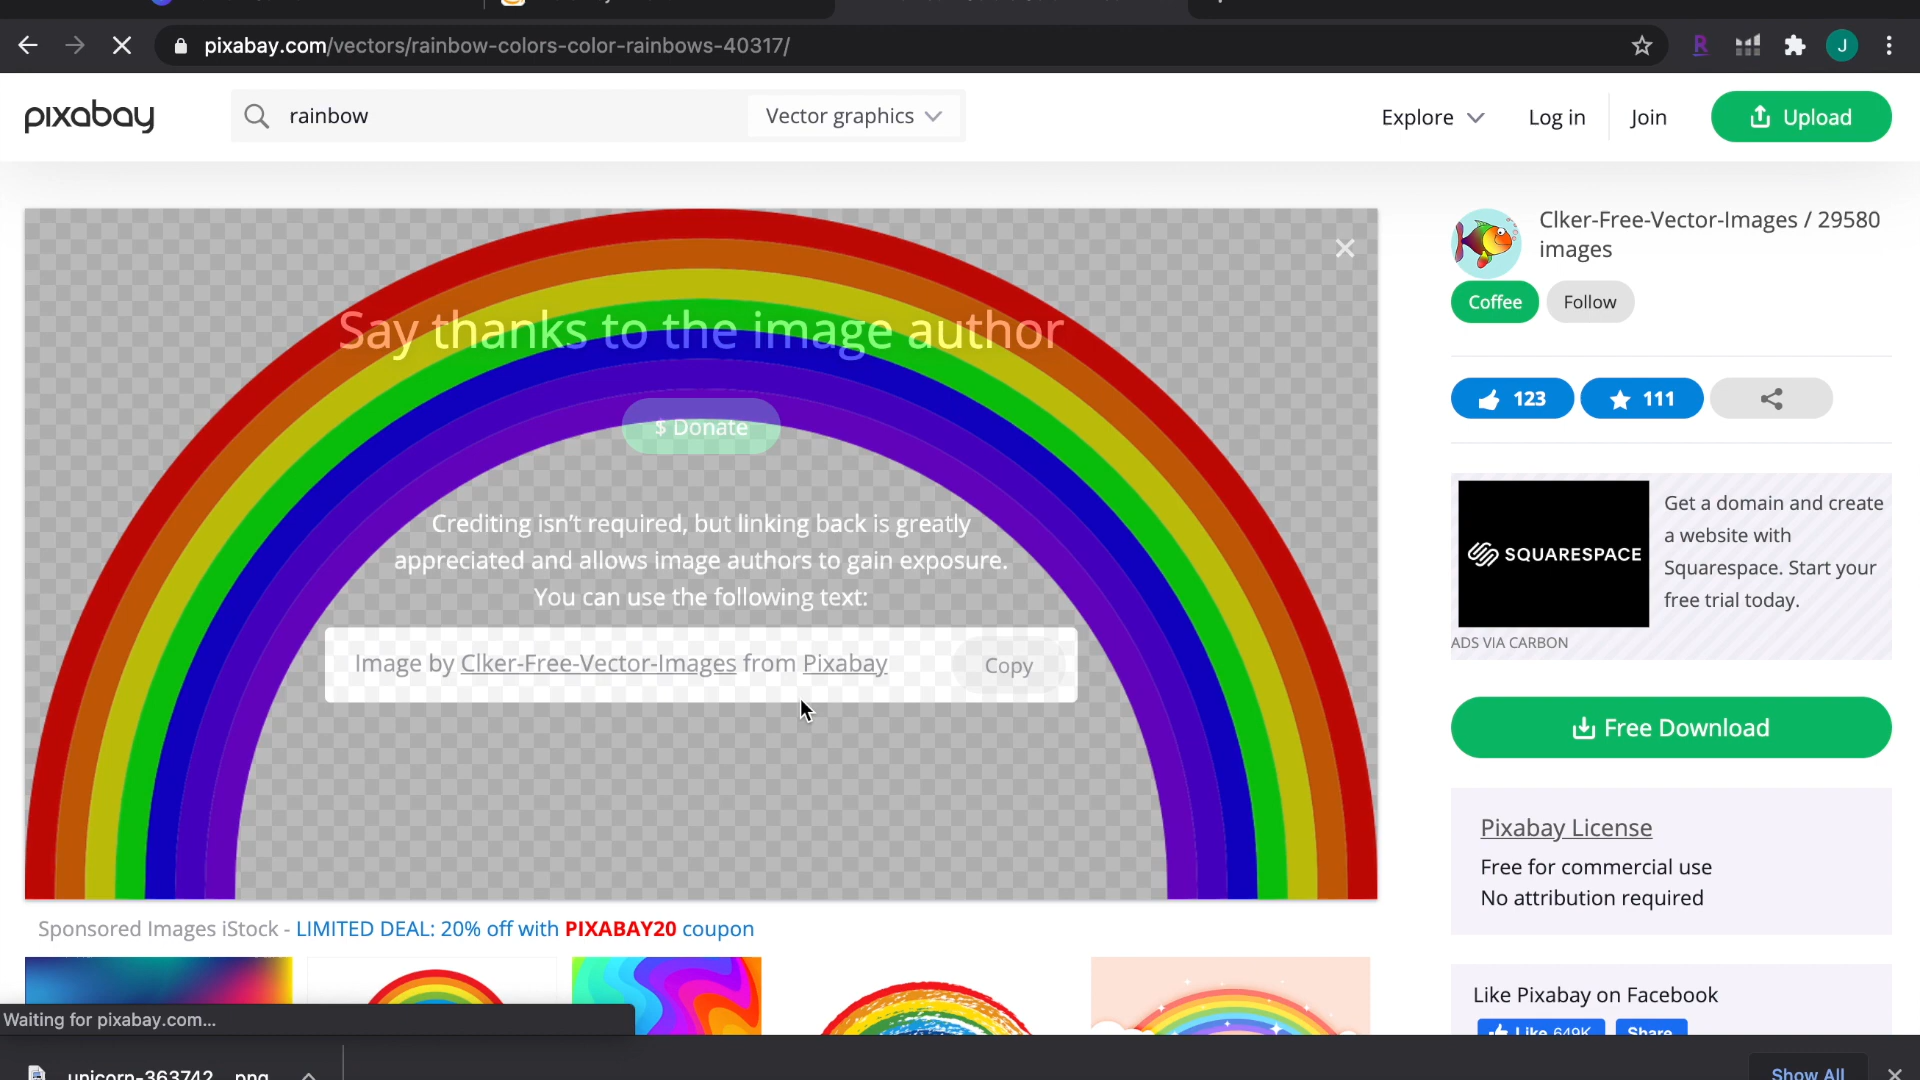 pixabay.com/vectors/rainbow-colors-color-rainbows-40317/
R
J
pixabay
rainbow
Vector graphics
Explore
Log in
Join
Upload
Say thanks to the image author
$ Donate
Crediting isn't required, but linking back is greatly
appreciated and allows image authors to gain exposure.
You can use the following text:
Image by Clker-Free-Vector-Images from Pixabay
Copy
Clker-Free-Vector-Images / 29580
images
Coffee
Follow
123
111
SQUARESPACE
Get a domain and create
a website with
Squarespace. Start your
free trial today.
ADS VIA CARBON
Free Download
Pixabay License
Free for commercial use
No attribution required
Sponsored Images iStock - LIMITED DEAL: 20% off with PIXABAY20 coupon
Like Pixabay on Facebook
Like 649K
Share
Waiting for pixabay.com...
unicorn-363742....png
Show All